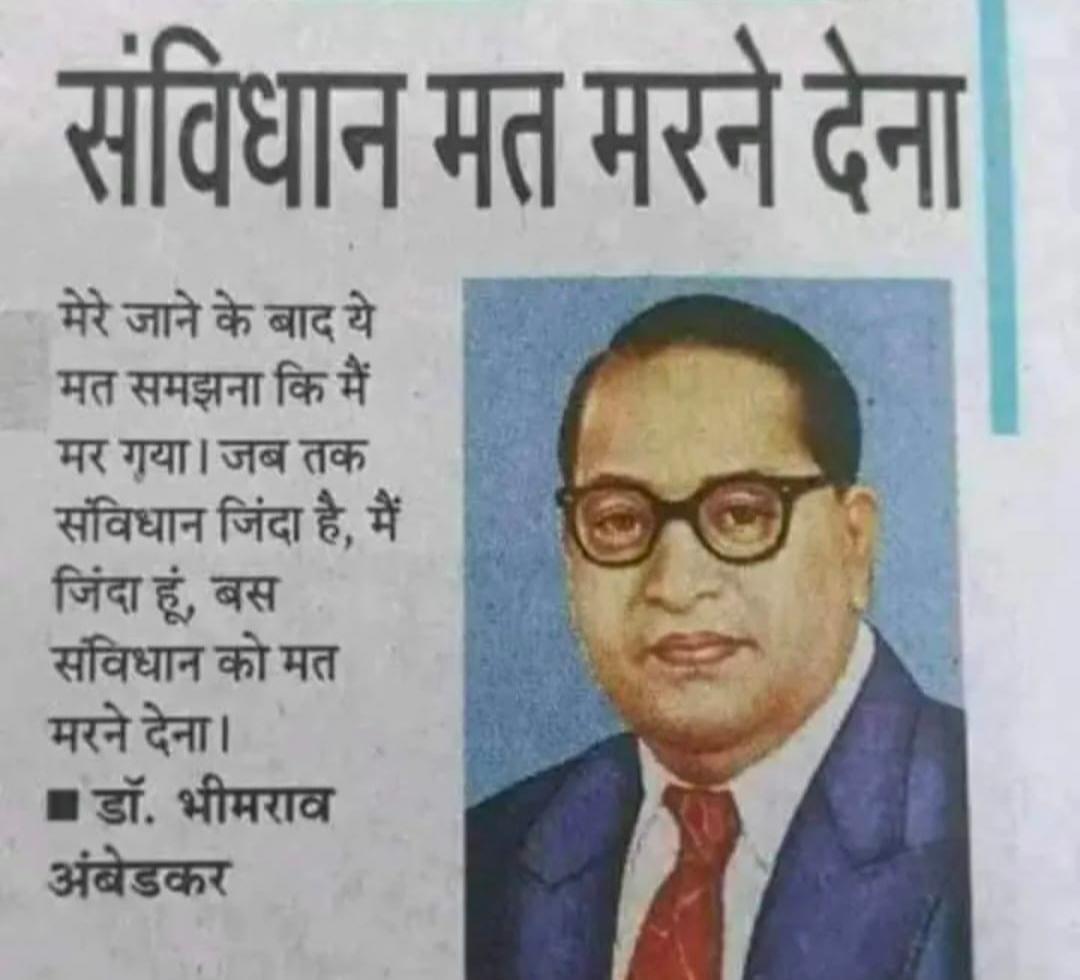 संविधान मत मरने देना
मेरे जाने के बाद ये
मत समझना कि मैं
मर गया। जब तक
संविधान जिंदा है, मैं
जिंदा हूं, बस
संविधान को मत
मरने देना।
■ डॉ. भीमराव
अंबेडकर